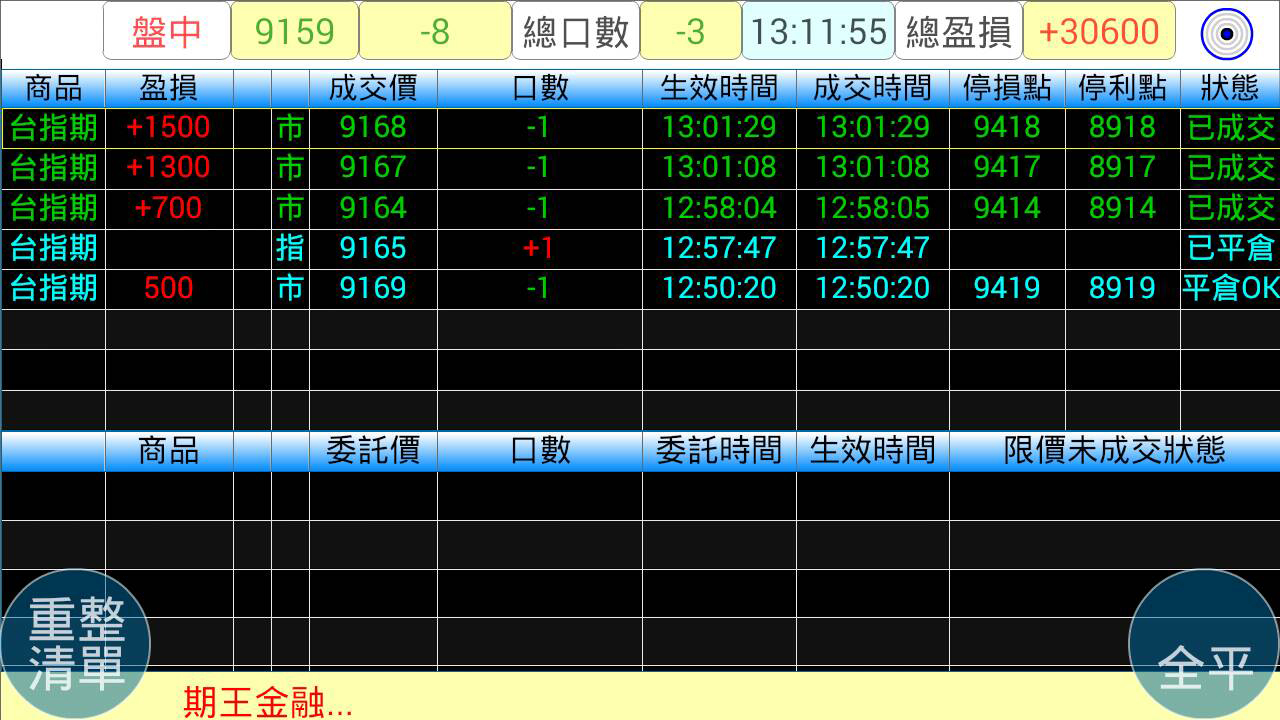 盤中 9159 -8 總口數 -3 13:11:55 總盈損 +30600
商品 盈損 成交價 口數 生效時間 成交時間 停損點 停利點 狀態
台指期 +1500 市 9168 -1 13:01:29 13:01:29 9418 8918 已成交
台指期 +1300 市 9167 -1 13:01:08 13:01:08 9417 8917 已成交
台指期 +700 市 9164 -1 12:58:04 12:58:05 9414 8914 已成交
台指期 指 9165 +1 12:57:47 12:57:47 已平倉
台指期 500 市 9169 -1 12:50:20 12:50:20 9419 8919 平倉OK
商品 委託價 口數 委託時間 生效時間 限價未成交狀態
重整
清單
全平
期王金融...